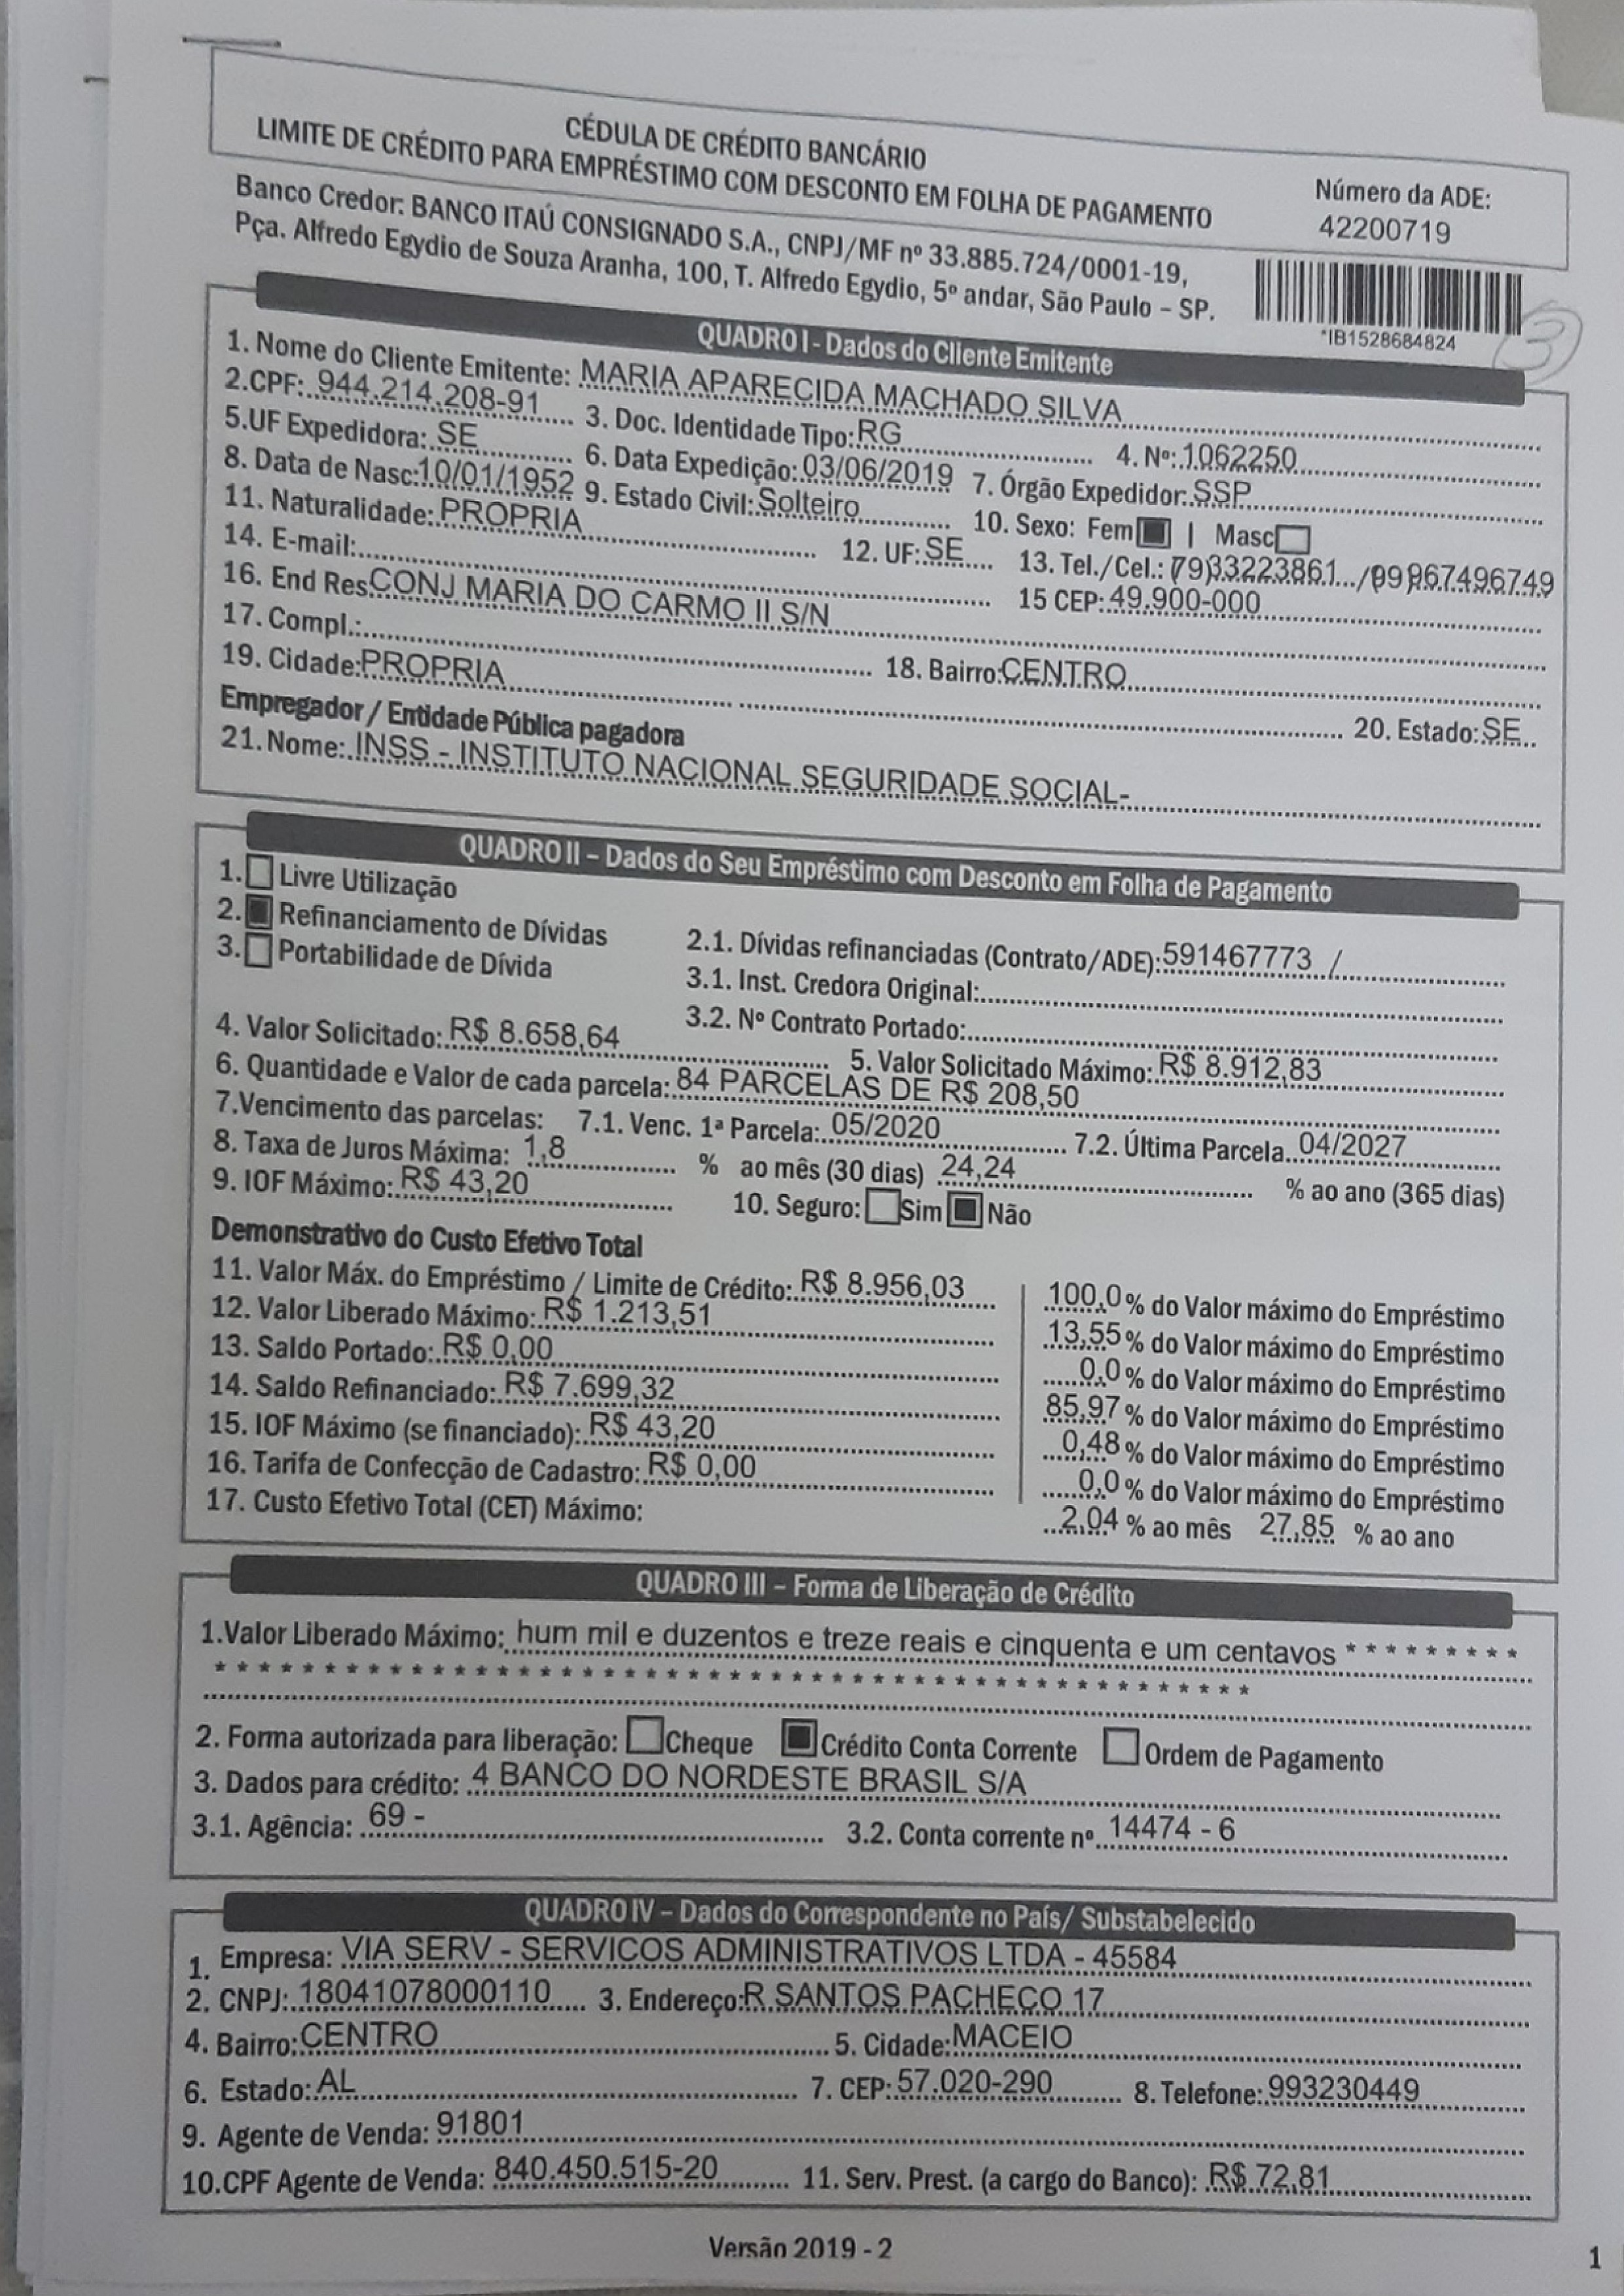 CÉDULA DE CRÉDITO BANCÁRIO
LIMITE DE CRÉDITO PARA EMPRÉSTIMO COM DESCONTO EM FOLHA DE PAGAMENTO
Número da ADE:
42200719
Banco Credor: BANCO ITAÚ CONSIGNADO S.A., CNPJ/MF nº 33.885.724/0001-19,
Pça. Alfredo Egydio de Souza Aranha, 100, T. Alfredo Egydio, 5º andar, São Paulo – SP.
*IB1528684824
3
QUADRO I - Dados do Cliente Emitente
1. Nome do Cliente Emitente: MARIA APARECIDA MACHADO SILVA
2.CPF: 944.214.208-91 3. Doc. Identidade Tipo: RG 4. Nº: 1062250
5.UF Expedidora: SE 6. Data Expedição: 03/06/2019 7. Órgão Expedidor: SSP
8. Data de Nasc: 10/01/1952 9. Estado Civil: Solteiro 10. Sexo: Fem | Masc
11. Naturalidade: PROPRIA 12. UF: SE 13. Tel./Cel.: (79)33223861 /(99)967496749
14. E-mail: 15 CEP: 49.900-000
16. End Res CONJ MARIA DO CARMO II S/N
17. Compl.: 18. Bairro: CENTRO
19. Cidade: PROPRIA 20. Estado: SE
Empregador / Entidade Pública pagadora
21. Nome: INSS - INSTITUTO NACIONAL SEGURIDADE SOCIAL-
QUADRO II – Dados do Seu Empréstimo com Desconto em Folha de Pagamento
1. Livre Utilização
2. Refinanciamento de Dívidas 2.1. Dívidas refinanciadas (Contrato/ADE): 591467773 /
3. Portabilidade de Dívida 3.1. Inst. Credora Original:
3.2. Nº Contrato Portado:
4. Valor Solicitado: R$ 8.658,64 5. Valor Solicitado Máximo: R$ 8.912,83
6. Quantidade e Valor de cada parcela: 84 PARCELAS DE R$ 208,50
7.Vencimento das parcelas: 7.1. Venc. 1ª Parcela: 05/2020 7.2. Última Parcela 04/2027
8. Taxa de Juros Máxima: 1,8 % ao mês (30 dias) 24,24 % ao ano (365 dias)
9. IOF Máximo: R$ 43,20 10. Seguro: Sim Não
Demonstrativo do Custo Efetivo Total
11. Valor Máx. do Empréstimo / Limite de Crédito: R$ 8.956,03 100,0 % do Valor máximo do Empréstimo
12. Valor Liberado Máximo: R$ 1.213,51 13,55 % do Valor máximo do Empréstimo
13. Saldo Portado: R$ 0,00 0,0 % do Valor máximo do Empréstimo
14. Saldo Refinanciado: R$ 7.699,32 85,97 % do Valor máximo do Empréstimo
15. IOF Máximo (se financiado): R$ 43,20 0,48 % do Valor máximo do Empréstimo
16. Tarifa de Confecção de Cadastro: R$ 0,00 0,0 % do Valor máximo do Empréstimo
17. Custo Efetivo Total (CET) Máximo: 2,04 % ao mês 27,85 % ao ano
QUADRO III – Forma de Liberação de Crédito
1.Valor Liberado Máximo: hum mil e duzentos e treze reais e cinquenta e um centavos * * * * * * * * *
* * * * * * * * * * * * * * * * * * * * * * * * * * * * * * * * * * * * * * * * * * * * * * * * *
2. Forma autorizada para liberação: Cheque Crédito Conta Corrente Ordem de Pagamento
3. Dados para crédito: 4 BANCO DO NORDESTE BRASIL S/A
3.1. Agência: 69 - 3.2. Conta corrente nº 14474 - 6
QUADRO IV – Dados do Correspondente no País/ Substabelecido
1. Empresa: VIA SERV - SERVICOS ADMINISTRATIVOS LTDA - 45584
2. CNPJ: 18041078000110 3. Endereço: R SANTOS PACHECO 17
4. Bairro: CENTRO 5. Cidade: MACEIO
6. Estado: AL 7. CEP: 57.020-290 8. Telefone: 993230449
9. Agente de Venda: 91801
10.CPF Agente de Venda: 840.450.515-20 11. Serv. Prest. (a cargo do Banco): R$ 72,81
Versão 2019 - 2
1